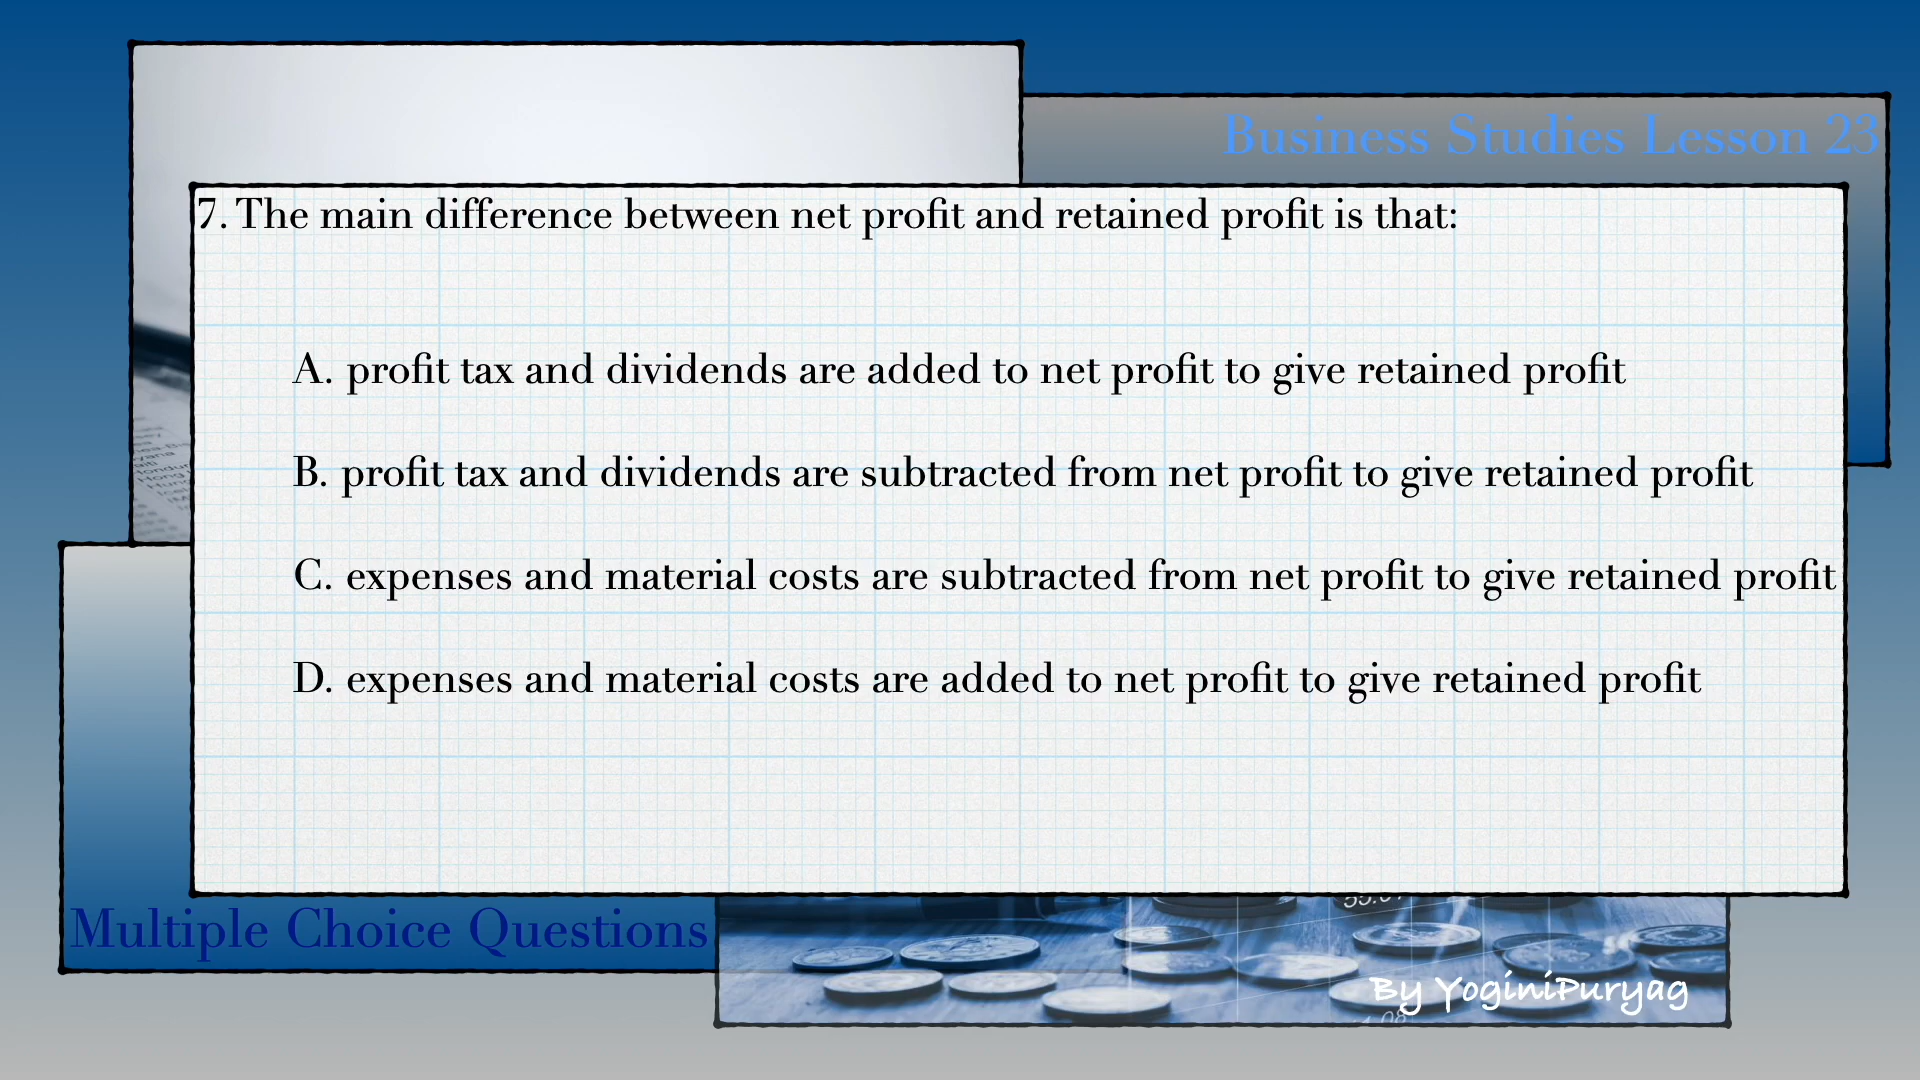 Business Studies Lesson 23
7. The main difference between net profit and retained profit is that:
A. profit tax and dividends are added to net profit to give retained profit
B. profit tax and dividends are subtracted from net profit to give retained profit
C. expenses and material costs are subtracted from net profit to give retained profit
D. expenses and material costs are added to net profit to give retained profit
Multiple Choice Questions
By YoginiPuryag